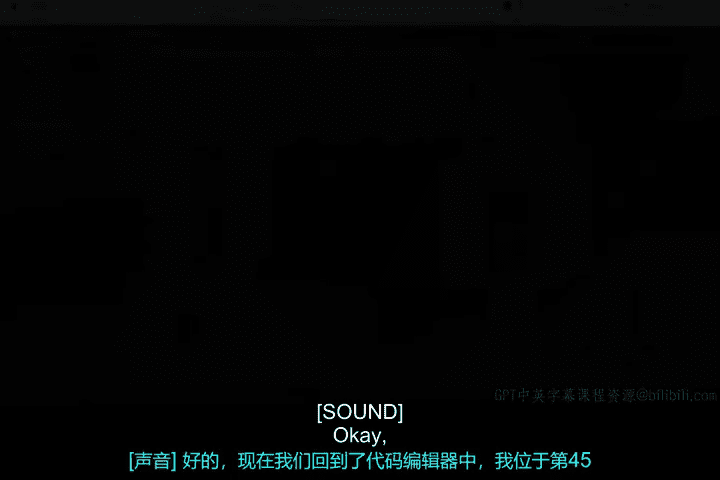 GPT中英字幕课程资源@bilibili.com
[SOUND]
Okay,
[声音] 好的，现在我们回到了代码编辑器中，我位于第45